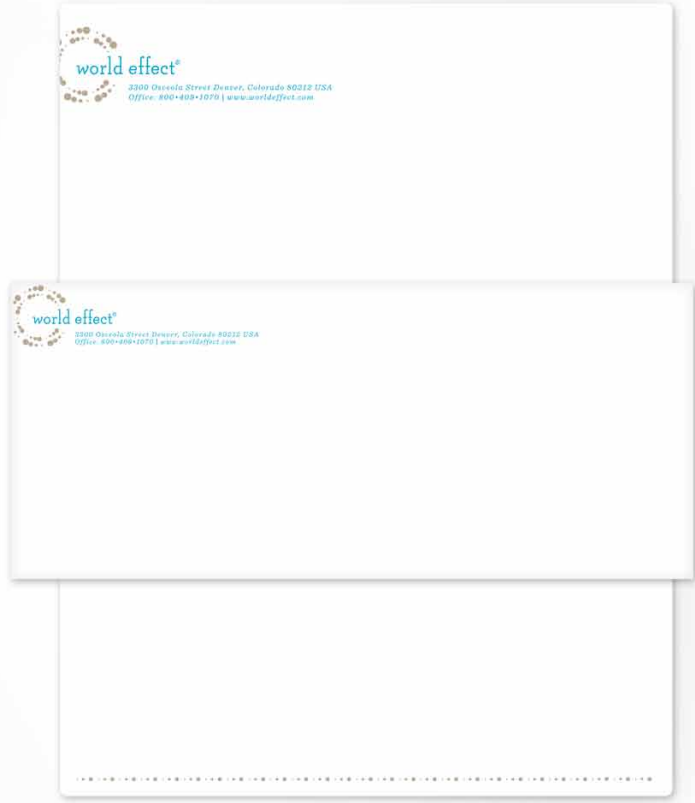 world effect®
3300 Osceola Street Denver, Colorado 80212 USA
Office: 800•409•1070 | www.worldeffect.com
world effect®
3300 Osceola Street Denver, Colorado 80212 USA
Office: 800•409•1070 | www.worldeffect.com